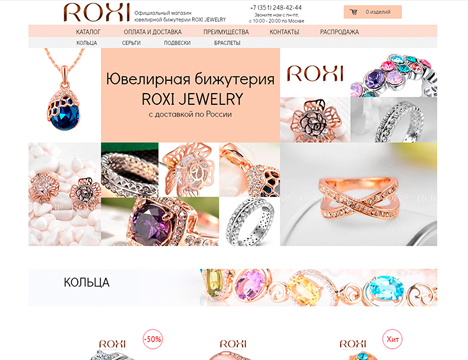 ROXI
Официальный магазин
ювелирной бижутерии ROXI JEWELRY
+7 (351) 248-42-44
Звоните нам с пн-пт,
с 10:00 - 20:00 по Москве
0 изделий
КАТАЛОГ ОПЛАТА И ДОСТАВКА ПРЕИМУЩЕСТВА КОНТАКТЫ РАСПРОДАЖА
КОЛЬЦА СЕРЬГИ ПОДВЕСКИ БРАСЛЕТЫ
Ювелирная бижутерия
ROXI JEWELRY
с доставкой по России
ROXI
КОЛЬЦА
ROXI -50% ROXI ROXI Хит